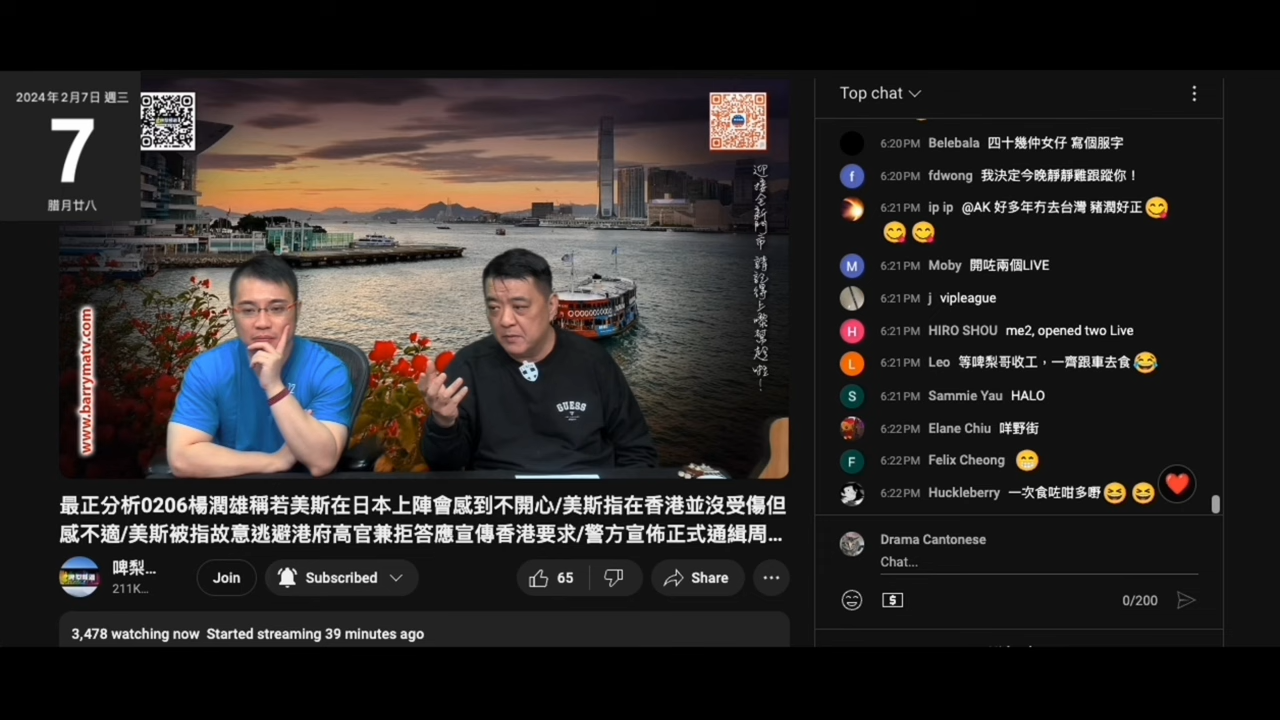 2024年2月7日 週三
7
腊月廿八
迎接全新門市 請記得上嚟幫趁啦！
www.barrymatv.com
GUESS
最正分析0206楊潤雄稱若美斯在日本上陣會感到不開心/美斯指在香港並沒受傷但
感不適/美斯被指故意逃避港府高官兼拒答應宣傳香港要求/警方宣佈正式通緝周...
啤梨...
211K...
Join
Subscribed
65
Share
3,478 watching now Started streaming 39 minutes ago
Top chat
6:20PM Belebala 四十幾仲女仔 寫個服字
6:20PM fdwong 我決定今晚靜靜雞跟蹤你！
6:21PM ip ip @AK 好多年冇去台灣 豬潤好正😋
😋😋
6:21PM Moby 開咗兩個LIVE
6:21PM j vipleague
6:21PM HIRO SHOU me2, opened two Live
6:21PM Leo 等啤梨哥收工，一齊跟車去食😂
6:21PM Sammie Yau HALO
6:22PM Elane Chiu 咩野街
6:22PM Felix Cheong 😁
6:22PM Huckleberry 一次食咗咁多嘢😆😆
Drama Cantonese
Chat...
0/200